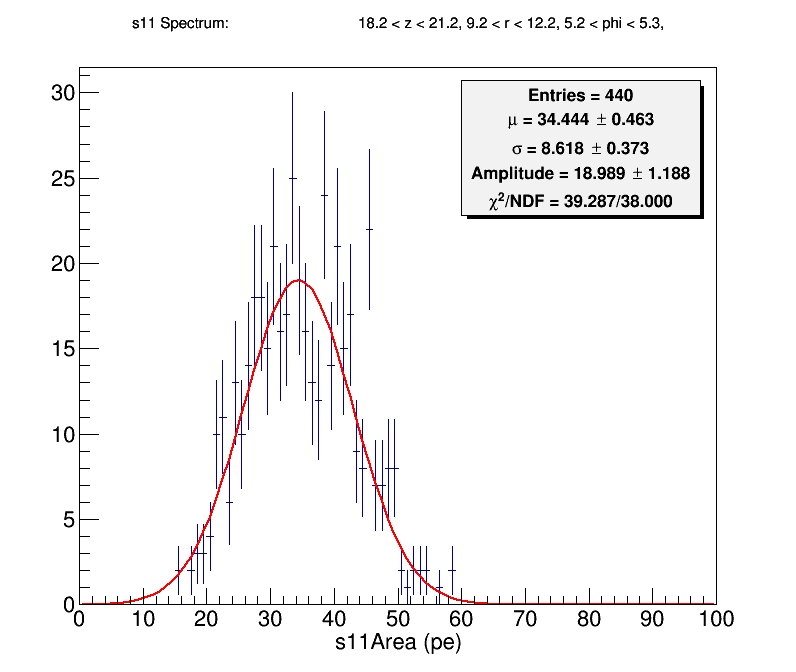 s11 Spectrum: 18.2 < z < 21.2, 9.2 < r < 12.2, 5.2 < phi < 5.3,
Entries = 440
μ = 34.444 ± 0.463
σ = 8.618 ± 0.373
Amplitude = 18.989 ± 1.188
χ²/NDF = 39.287/38.000
30
25
20
15
10
5
0
0 10 20 30 40 50 60 70 80 90 100
s11Area (pe)